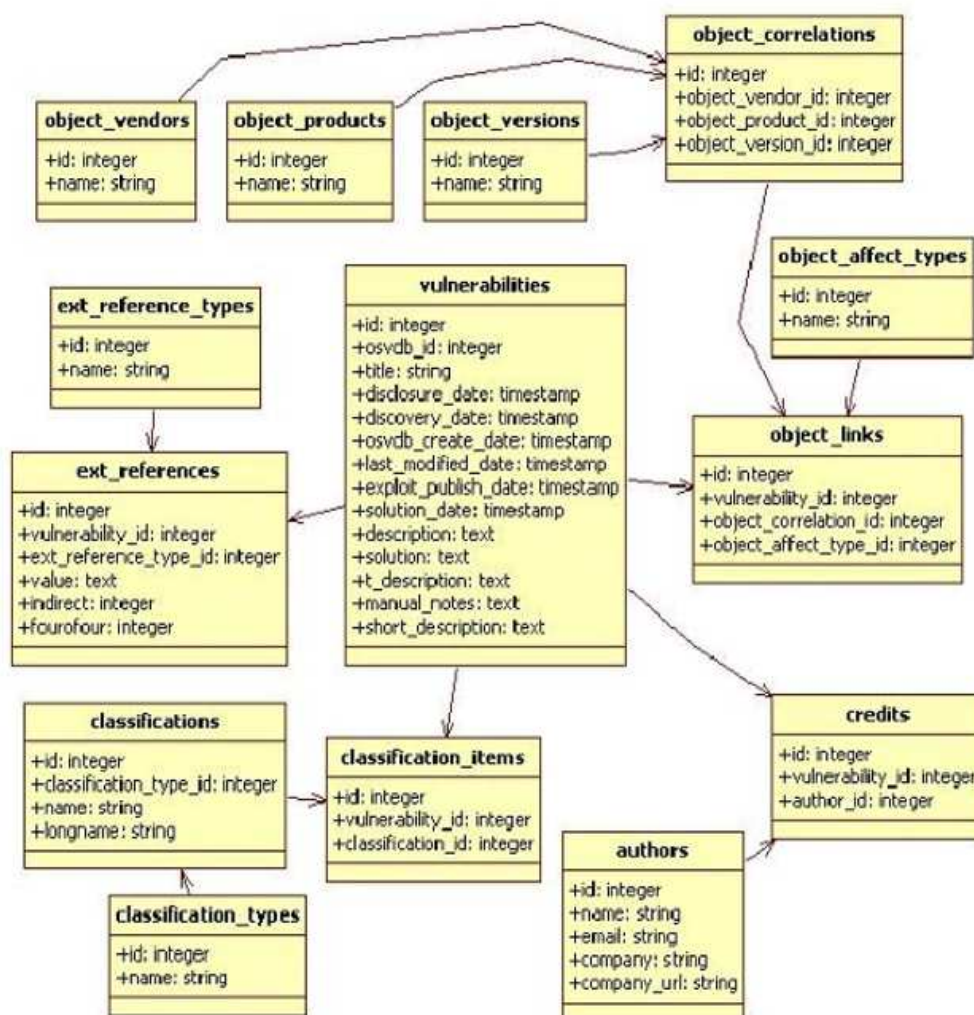 object_correlations
+id: integer
+object_vendor_id: integer
+object_product_id: integer
+object_version_id: integer
object_vendors
+id: integer
+name: string
object_products
+id: integer
+name: string
object_versions
+id: integer
+name: string
object_affect_types
+id: integer
+name: string
ext_reference_types
+id: integer
+name: string
vulnerabilities
+id: integer
+osvdb_id: integer
+title: string
+disclosure_date: timestamp
+discovery_date: timestamp
+osvdb_create_date: timestamp
+last_modified_date: timestamp
+exploit_publish_date: timestamp
+solution_date: timestamp
+description: text
+solution: text
+t_description: text
+manual_notes: text
+short_description: text
object_links
+id: integer
+vulnerability_id: integer
+object_correlation_id: integer
+object_affect_type_id: integer
ext_references
+id: integer
+vulnerability_id: integer
+ext_reference_type_id: integer
+value: text
+indirect: integer
+fourofour: integer
classifications
+id: integer
+classification_type_id: integer
+name: string
+longname: string
classification_items
+id: integer
+vulnerability_id: integer
+classification_id: integer
credits
+id: integer
+vulnerability_id: integer
+author_id: integer
authors
+id: integer
+name: string
+email: string
+company: string
+company_url: string
classification_types
+id: integer
+name: string